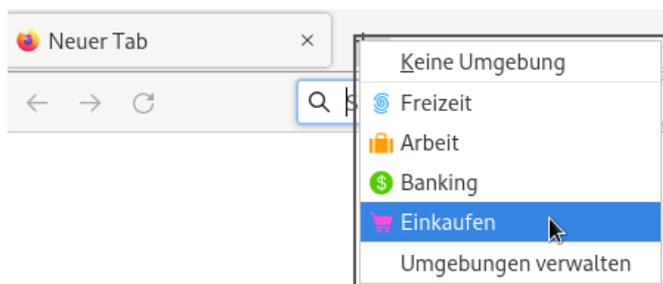 Neuer Tab
Keine Umgebung
Freizeit
Arbeit
Banking
Einkaufen
Umgebungen verwalten